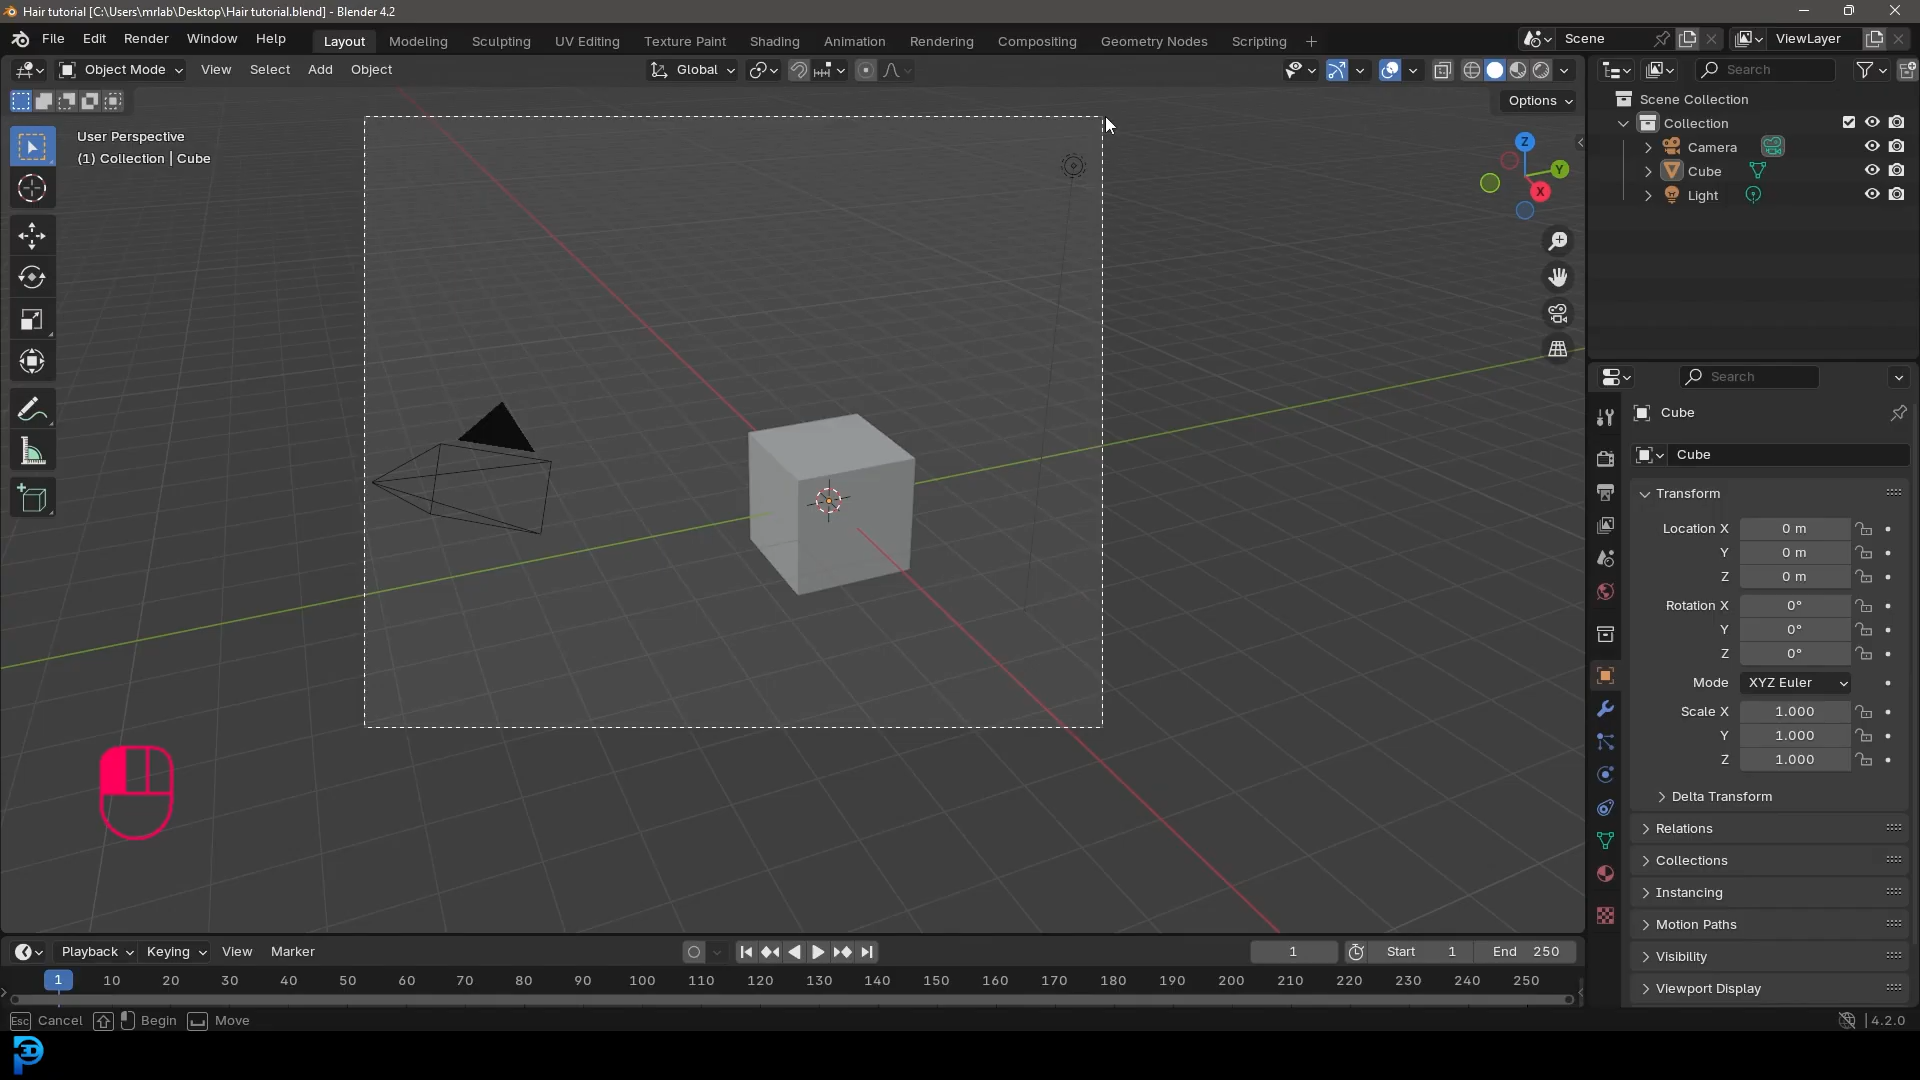 Hair tutorial [C:\Users\mrlab\Desktop\Hair tutorial.blend] - Blender 4.2
File Edit Render Window Help Layout Modeling Sculpting UV Editing Texture Paint Shading Animation Rendering Compositing Geometry Nodes Scripting + Scene ViewLayer
Object Mode View Select Add Object Global Search
Options
User Perspective
(1) Collection | Cube
Z
Y
X
Scene Collection
Collection
Camera
Cube
Light
Search
Cube
Cube
Transform
Location X 0 m
Y 0 m
Z 0 m
Rotation X 0°
Y 0°
Z 0°
Mode XYZ Euler
Scale X 1.000
Y 1.000
Z 1.000
Delta Transform
Relations
Collections
Instancing
Motion Paths
Visibility
Viewport Display
Playback Keying View Marker 1 Start 1 End 250
1 10 20 30 40 50 60 70 80 90 100 110 120 130 140 150 160 170 180 190 200 210 220 230 240 250
Esc Cancel Begin Move 4.2.0
3D